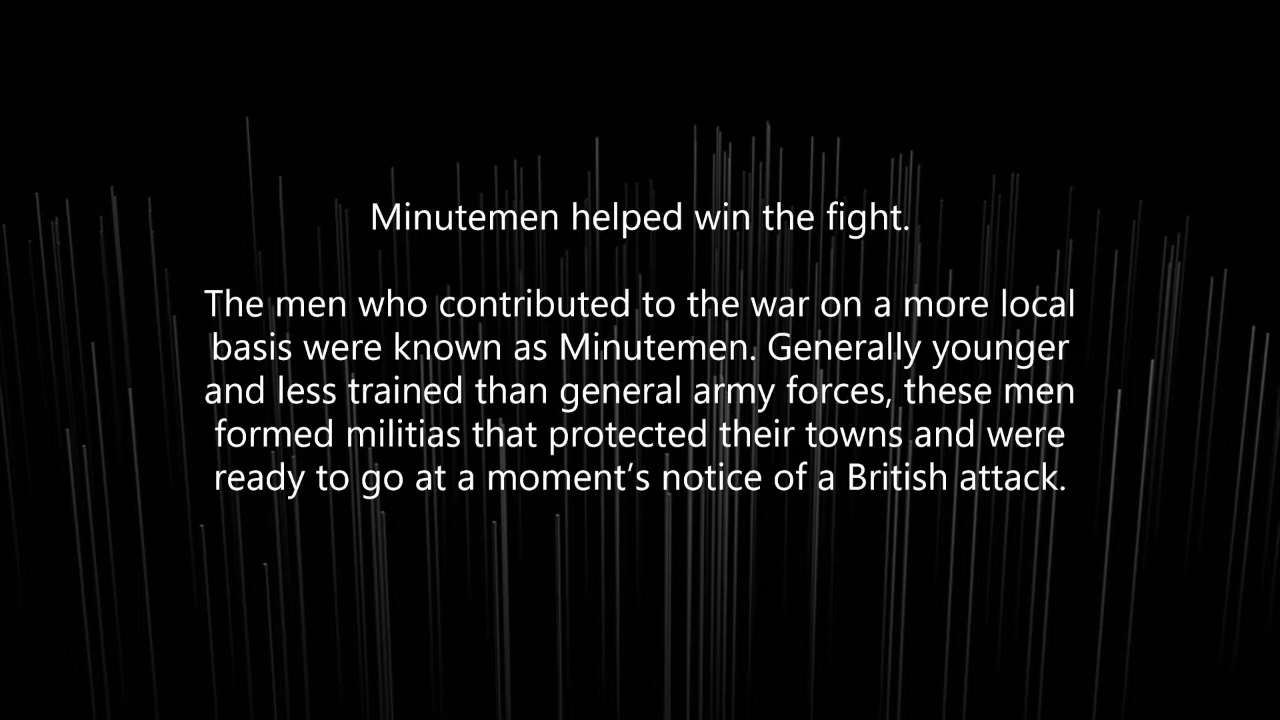 Minutemen helped win the fight.
The men who contributed to the war on a more local
basis were known as Minutemen. Generally younger
and less trained than general army forces, these men
formed militias that protected their towns and were
ready to go at a moment’s notice of a British attack.